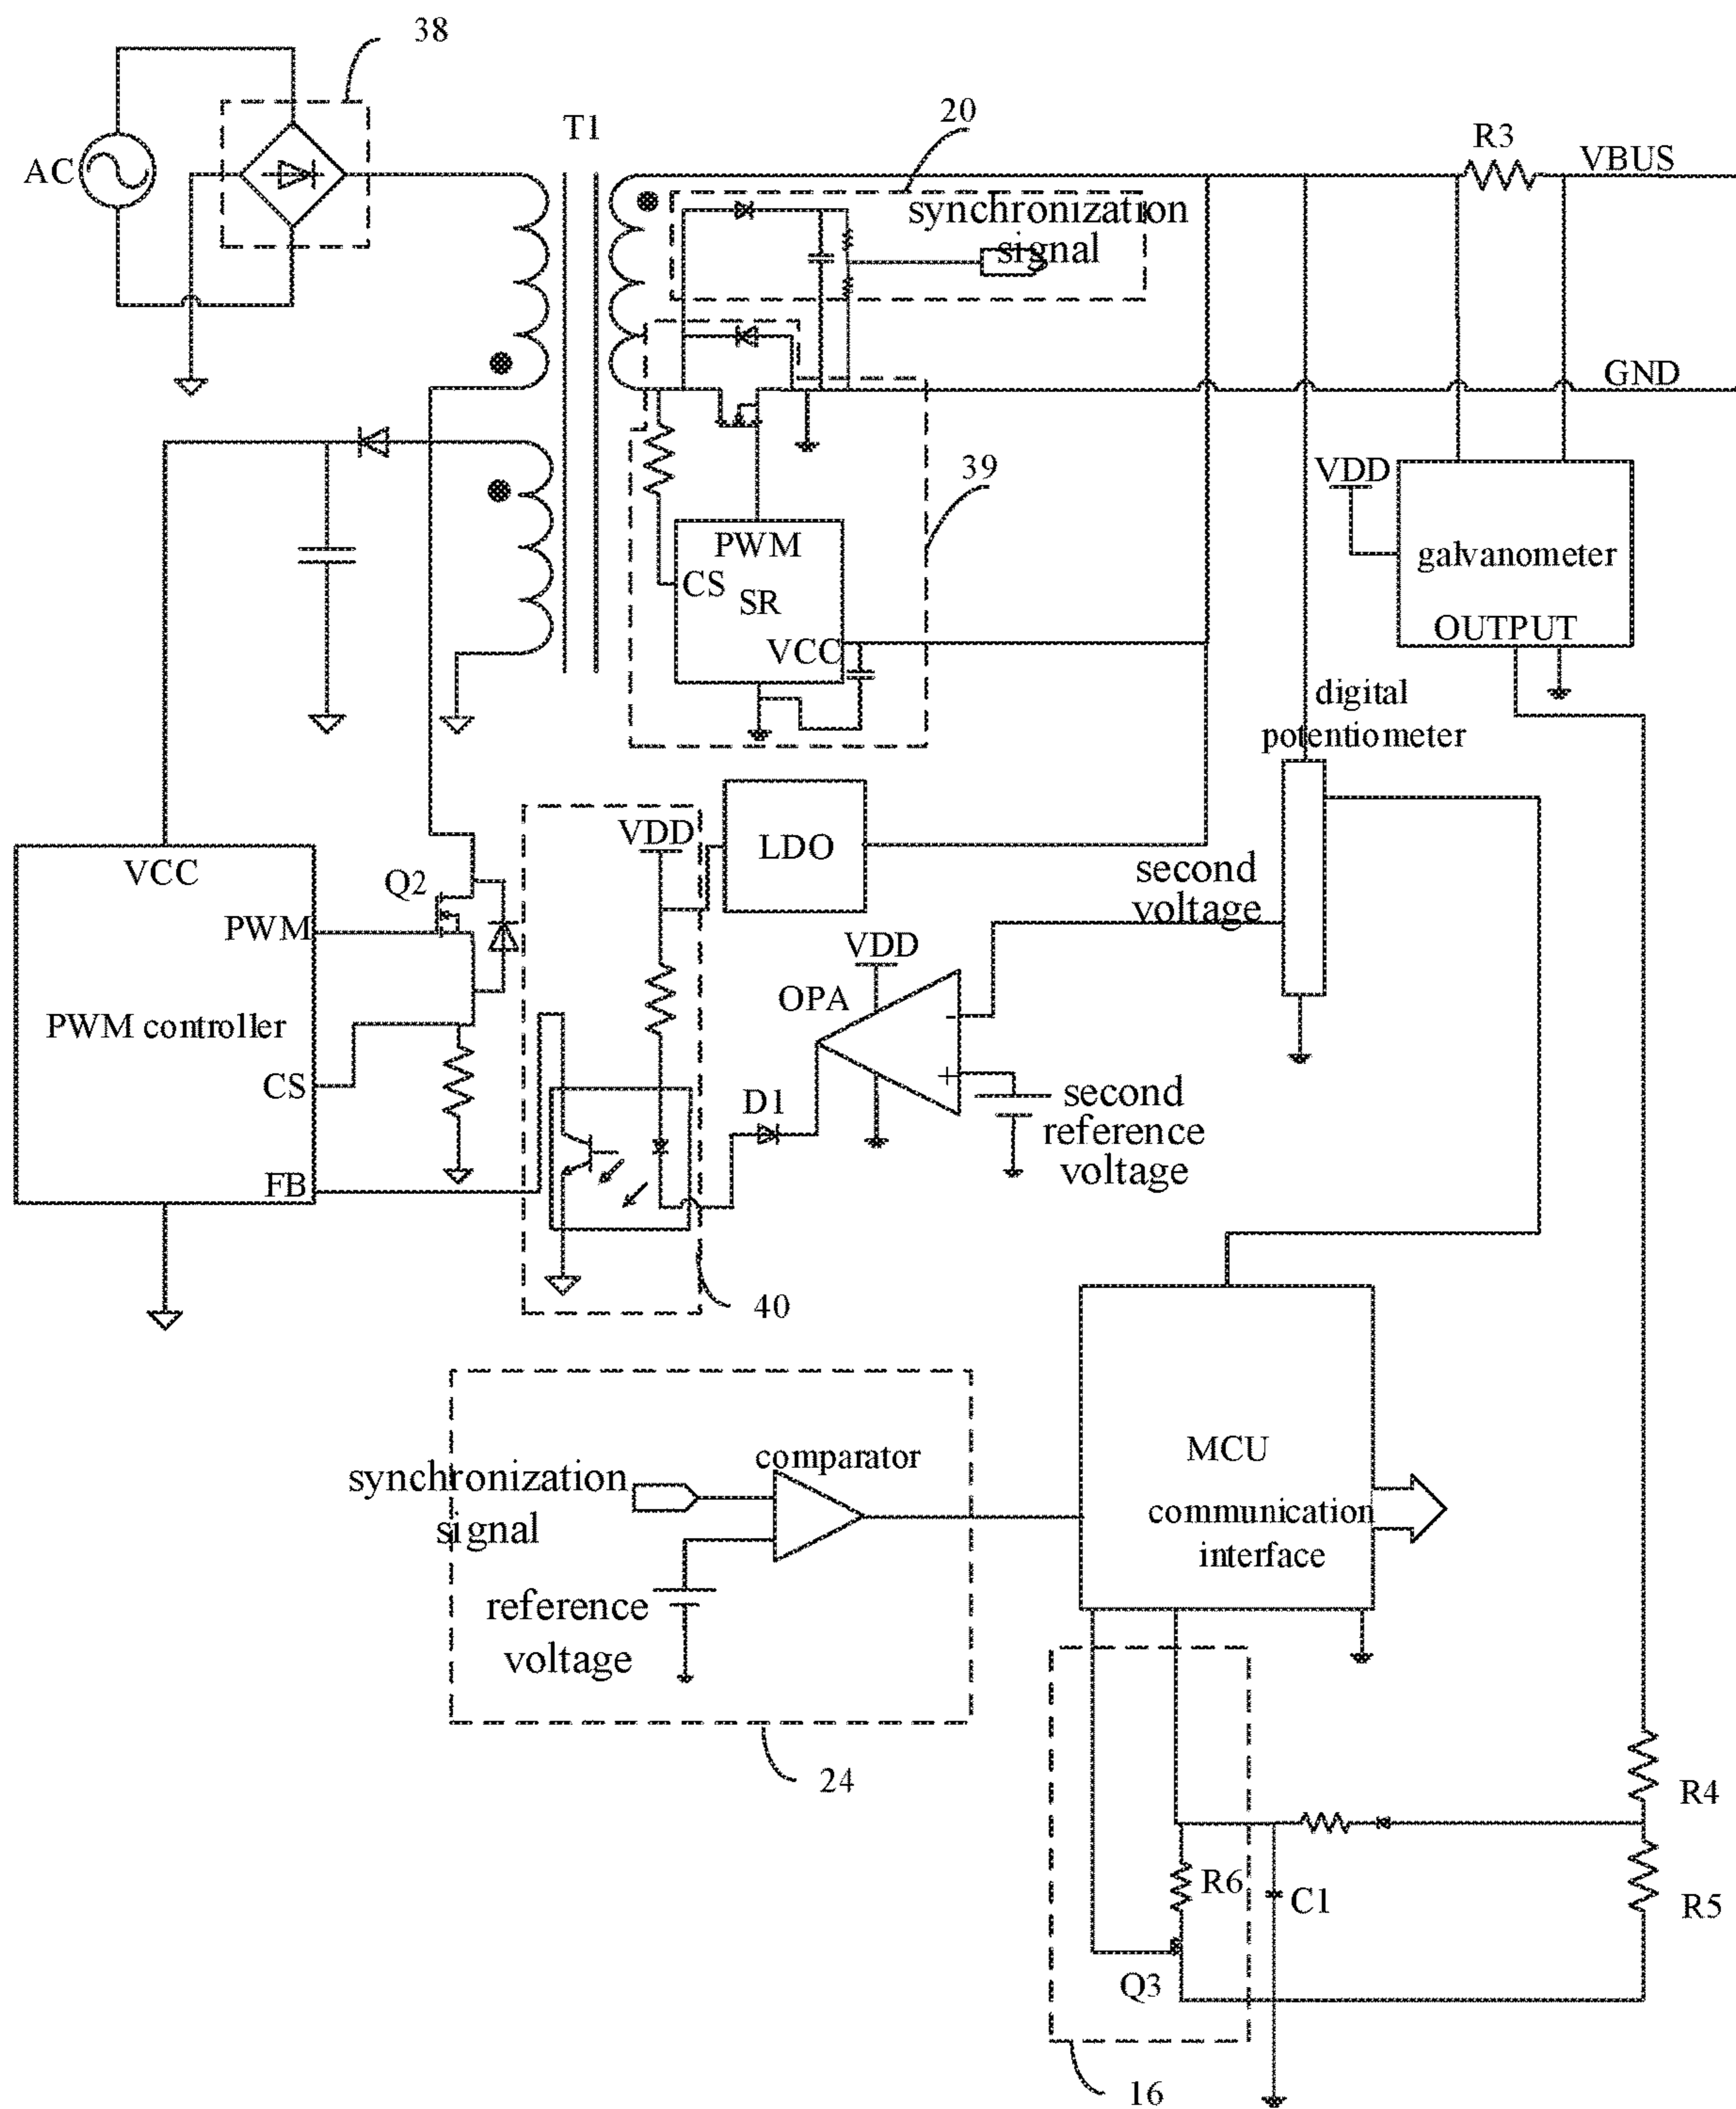 38
T1
20
R3
VBUS
AC
synchronization
signal
GND
39
VDD
PWM
galvanometer
CS
SR
OUTPUT
VCC
digital
potentiometer
VDD
LDO
VCC
Q2
second
voltage
PWM
VDD
OPA
-
PWM controller
CS
+
D1
second
reference
voltage
FB
40
comparator
MCU
synchronization
signal
communication
interface
reference
voltage
24
R4
R6
C1
R5
Q3
16